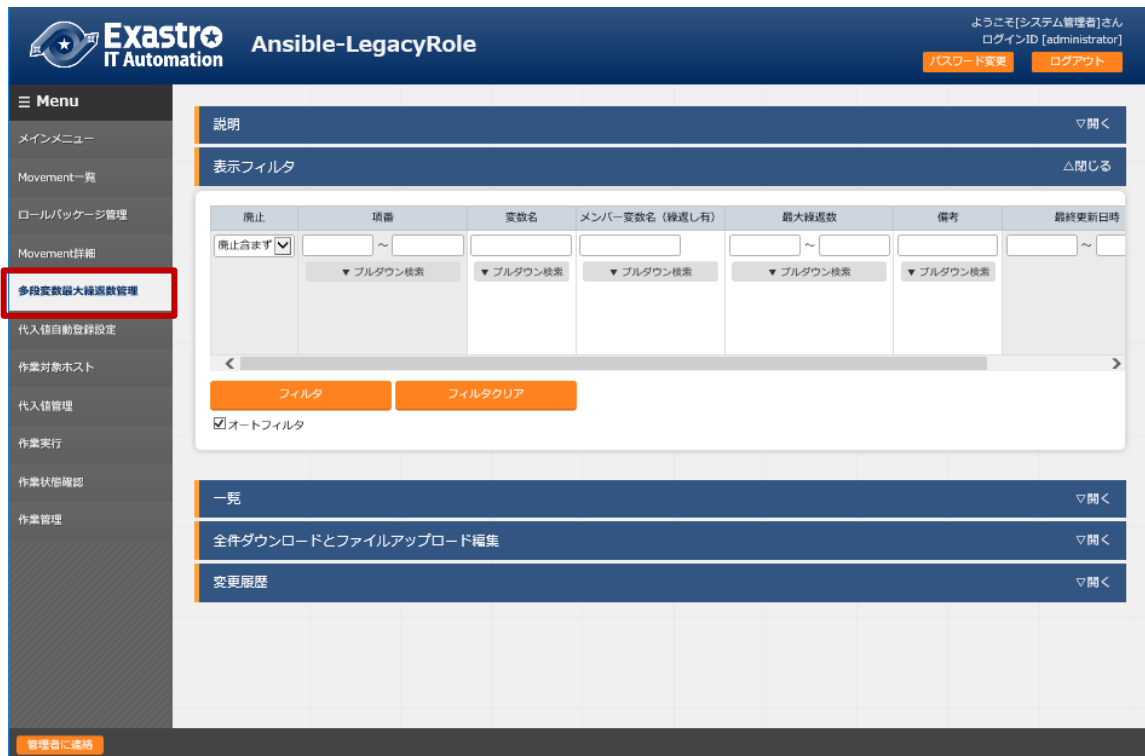 Exastro
IT Automation
Ansible-LegacyRole
ようこそ[システム管理者]さん
ログインID [administrator]
パスワード変更 ログアウト
Menu
メインメニュー
Movement一覧
ロールパッケージ管理
Movement詳細
多段変数最大繰返数管理
代入値自動登録設定
作業対象ホスト
代入値管理
作業実行
作業状態確認
作業管理
説明 ▽開く
表示フィルタ △閉じる
廃止 項番 変数名 メンバー変数名（繰返し有） 最大繰返数 備考 最終更新日時
廃止含まず ～ ～ ～
▼ プルダウン検索 ▼ プルダウン検索 ▼ プルダウン検索 ▼ プルダウン検索 ▼ プルダウン検索
フィルタ フィルタクリア
オートフィルタ
一覧 ▽開く
全件ダウンロードとファイルアップロード編集 ▽開く
変更履歴 ▽開く
管理者に連絡